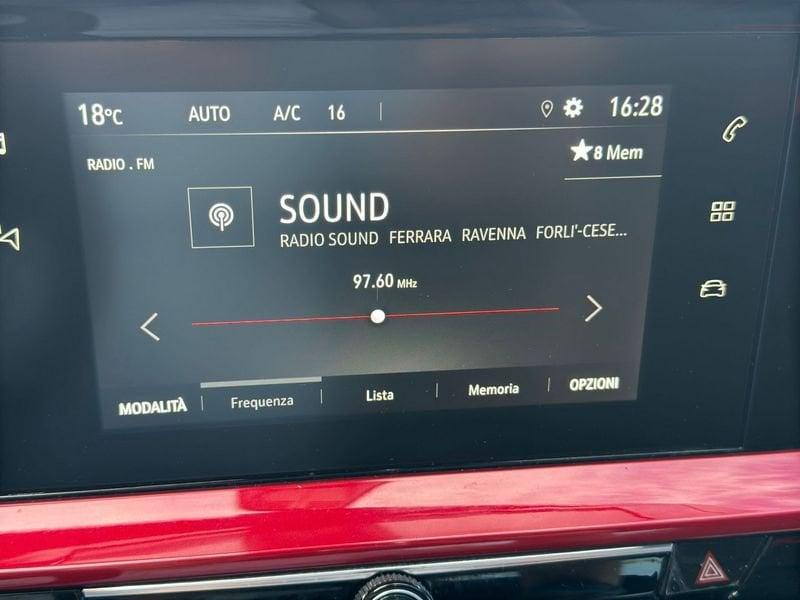 18°C AUTO A/C 16 16:28
RADIO . FM
★8 Mem
SOUND
RADIO SOUND FERRARA RAVENNA FORLI'-CESE...
97.60 MHz
MODALITÀ Frequenza Lista Memoria OPZIONI